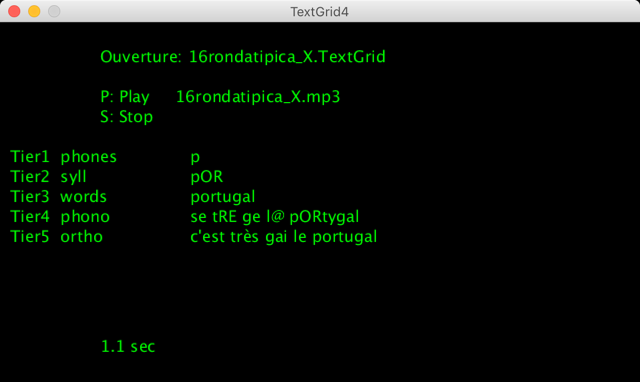 TextGrid4
Ouverture: 16rondatipica_X.TextGrid
P: Play 16rondatipica_X.mp3
S: Stop
Tier1 phones p
Tier2 syll pOR
Tier3 words portugal
Tier4 phono se tRE ge l@ pORtygal
Tier5 ortho c'est très gai le portugal
1.1 sec